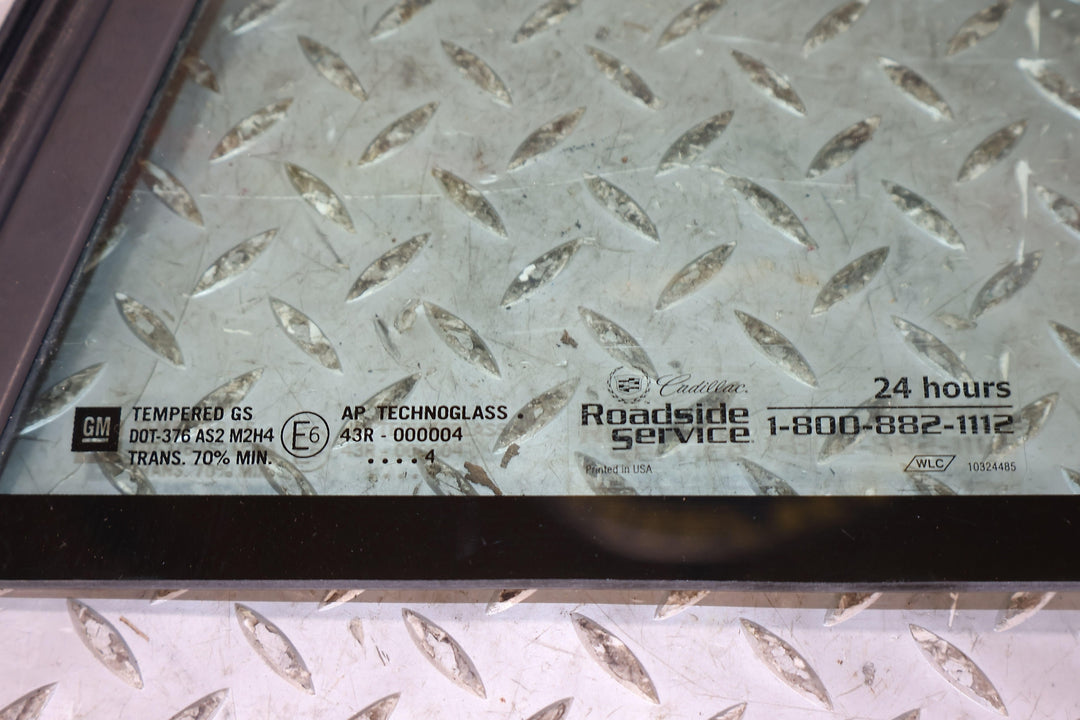 GM
TEMPERED GS
DOT-376 AS2 M2H4
TRANS. 70% MIN.
E6
AP TECHNOGLASS .
43R - 000004
. . . . 4
Cadillac.
Roadside
Service
24 hours
1-800-882-1112
Printed in USA
WLC
10324485